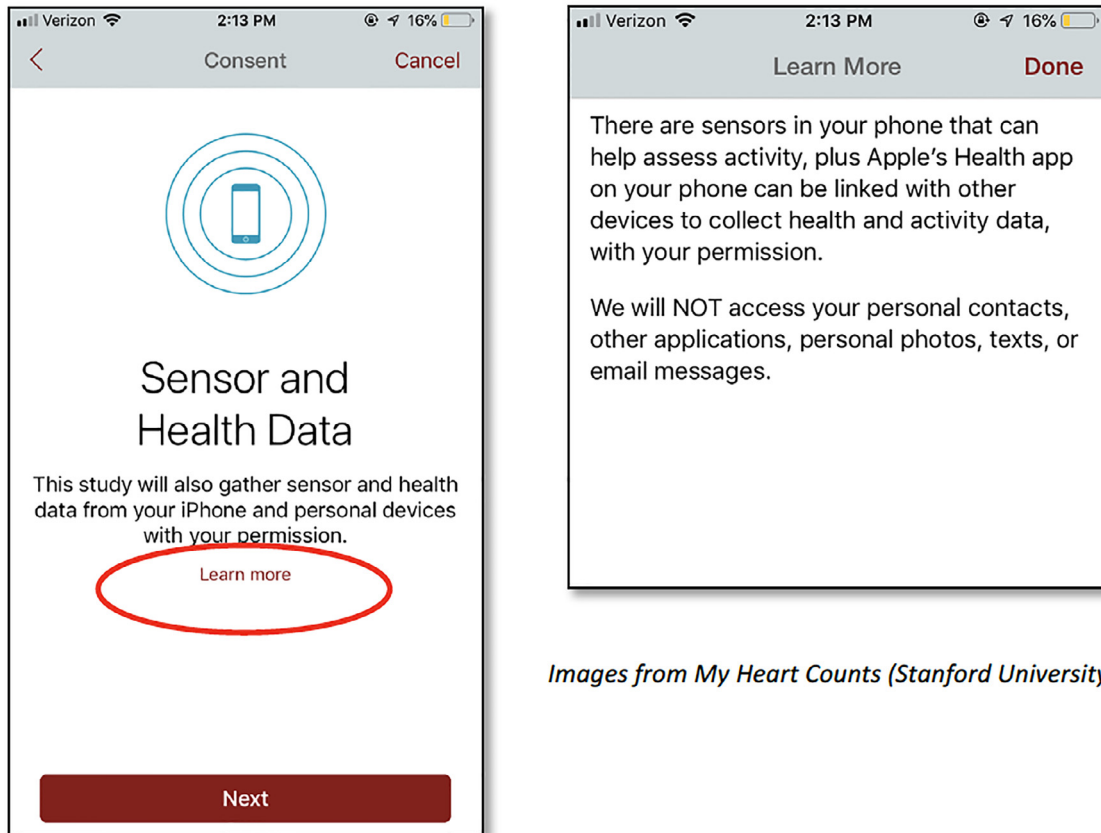 Verizon 2:13 PM 16%
Consent Cancel
Sensor and
Health Data
This study will also gather sensor and health
data from your iPhone and personal devices
with your permission.
Learn more
Next
Verizon 2:13 PM 16%
Learn More Done
There are sensors in your phone that can
help assess activity, plus Apple's Health app
on your phone can be linked with other
devices to collect health and activity data,
with your permission.
We will NOT access your personal contacts,
other applications, personal photos, texts, or
email messages.
Images from My Heart Counts (Stanford University